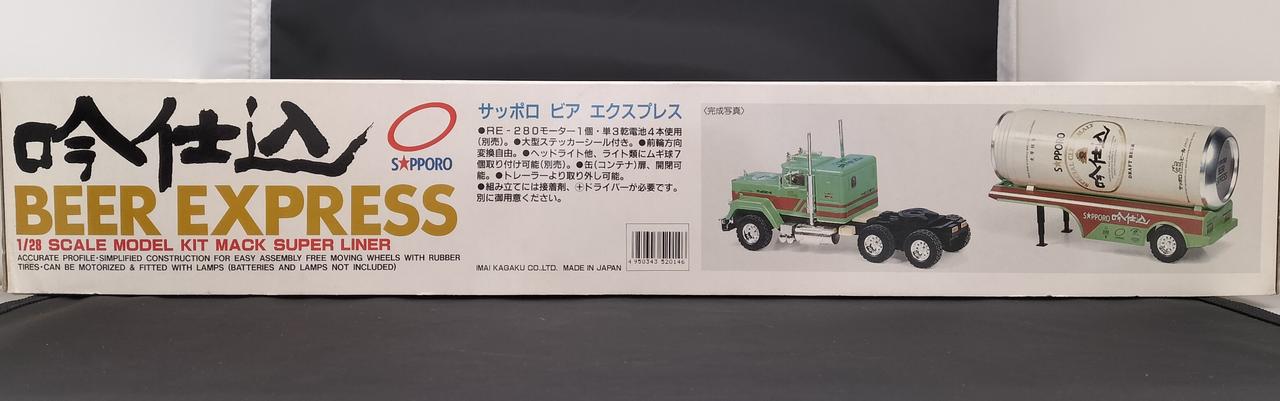 吟仕込
BEER EXPRESS
1/28 SCALE MODEL KIT MACK SUPER LINER
ACCURATE PROFILE·SIMPLIFIED CONSTRUCTION FOR EASY ASSEMBLY FREE MOVING WHEELS WITH RUBBER
TIRES·CAN BE MOTORIZED & FITTED WITH LAMPS (BATTERIES AND LAMPS NOT INCLUDED)
S★PPORO
サッポロ ビア エクスプレス
●RE-280モーター1個・単3乾電池4本使用
(別売)。●大型ステッカーシール付き。●前輪方向
変換自由。●ヘッドライト他、ライト類にムギ球7
個取り付け可能(別売)。●缶(コンテナ)扉、開閉可
能。●トレーラーより取り外し可能。
●組み立てには接着剤、⊕ドライバーが必要です。
別に御用意ください。
IMAI KAGAKU CO.,LTD. MADE IN JAPAN
4 950343 520146
〈完成写真〉
S★PPORO
吟仕込
DRAFT BEER
S★PPORO
吟仕込